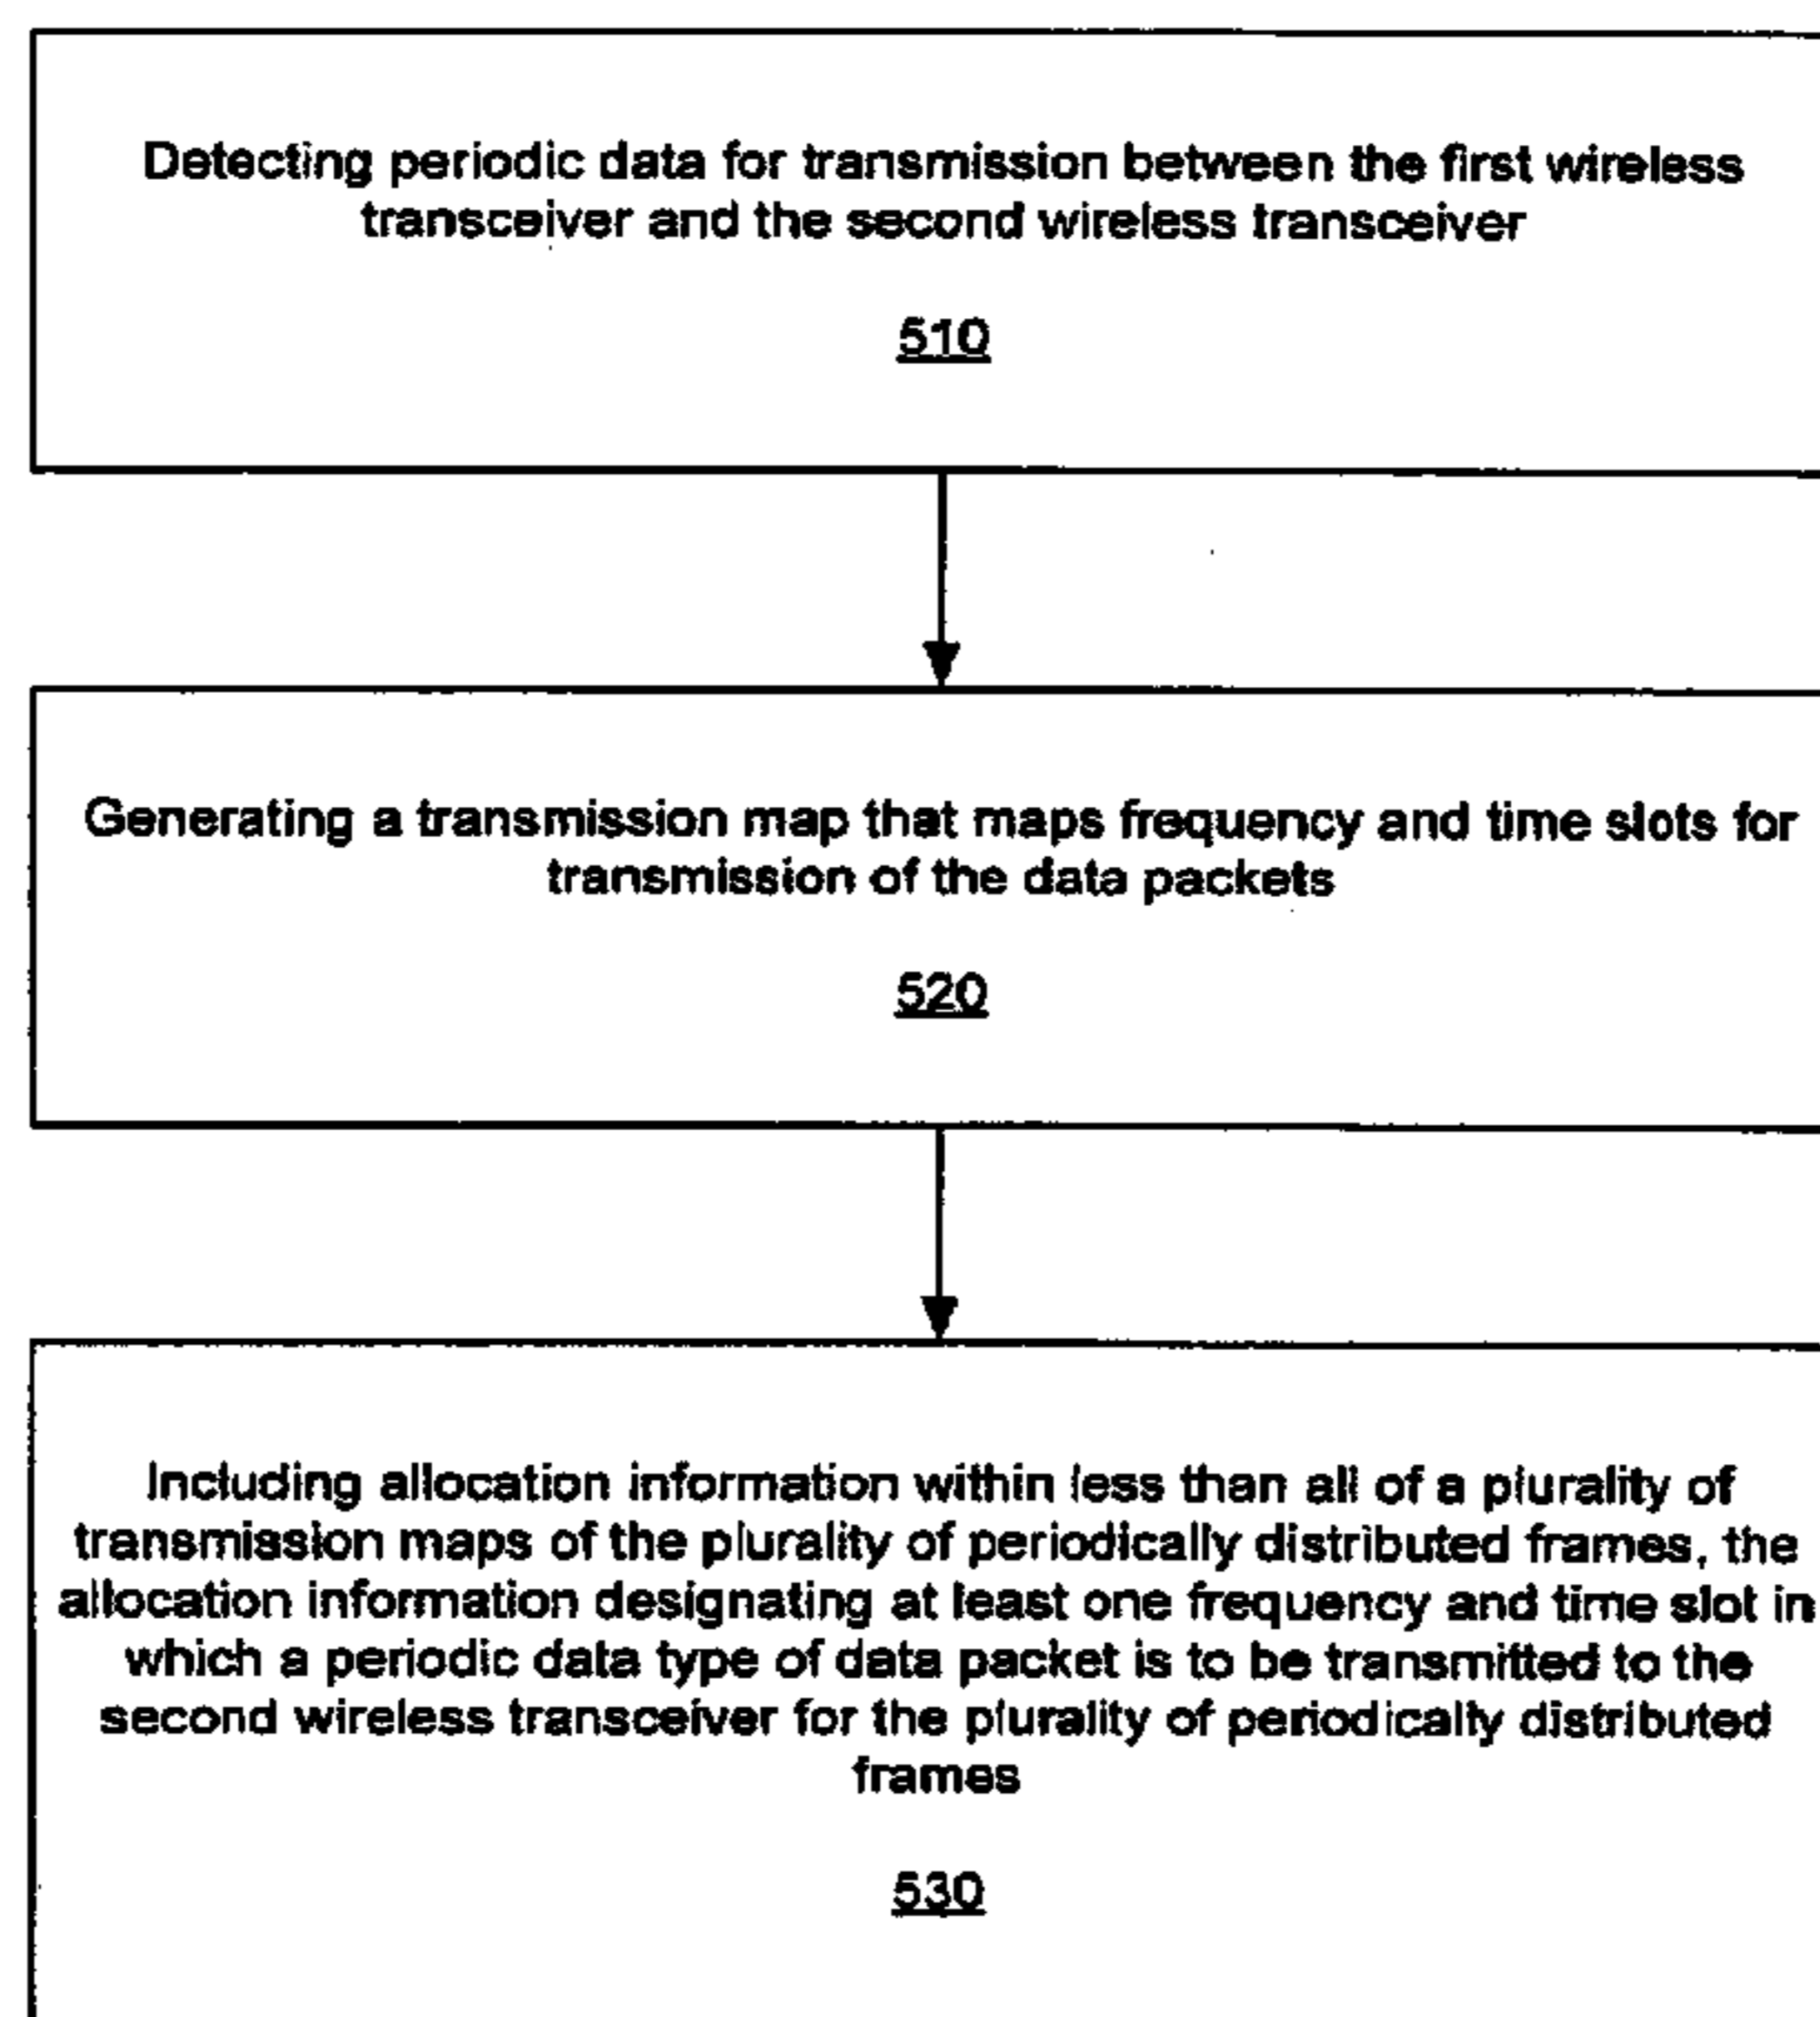 Detecting periodic data for transmission between the first wireless
transceiver and the second wireless transceiver
510
Generating a transmission map that maps frequency and time slots for
transmission of the data packets
520
Including allocation information within less than all of a plurality of
transmission maps of the plurality of periodically distributed frames, the
allocation information designating at least one frequency and time slot in
which a periodic data type of data packet is to be transmitted to the
second wireless transceiver for the plurality of periodically distributed
frames
530